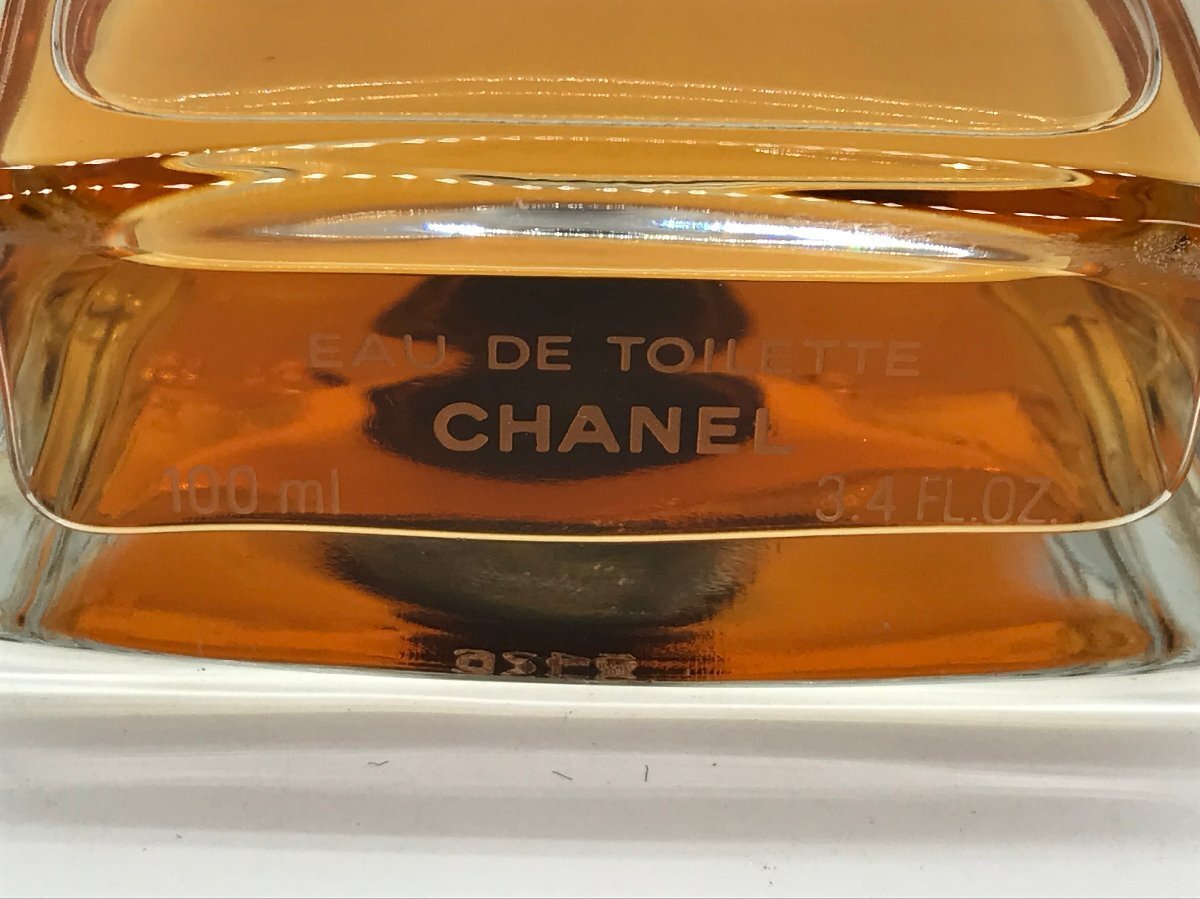 EAU DE TOILETTE
CHANEL
100 ml
3.4 FL.OZ.